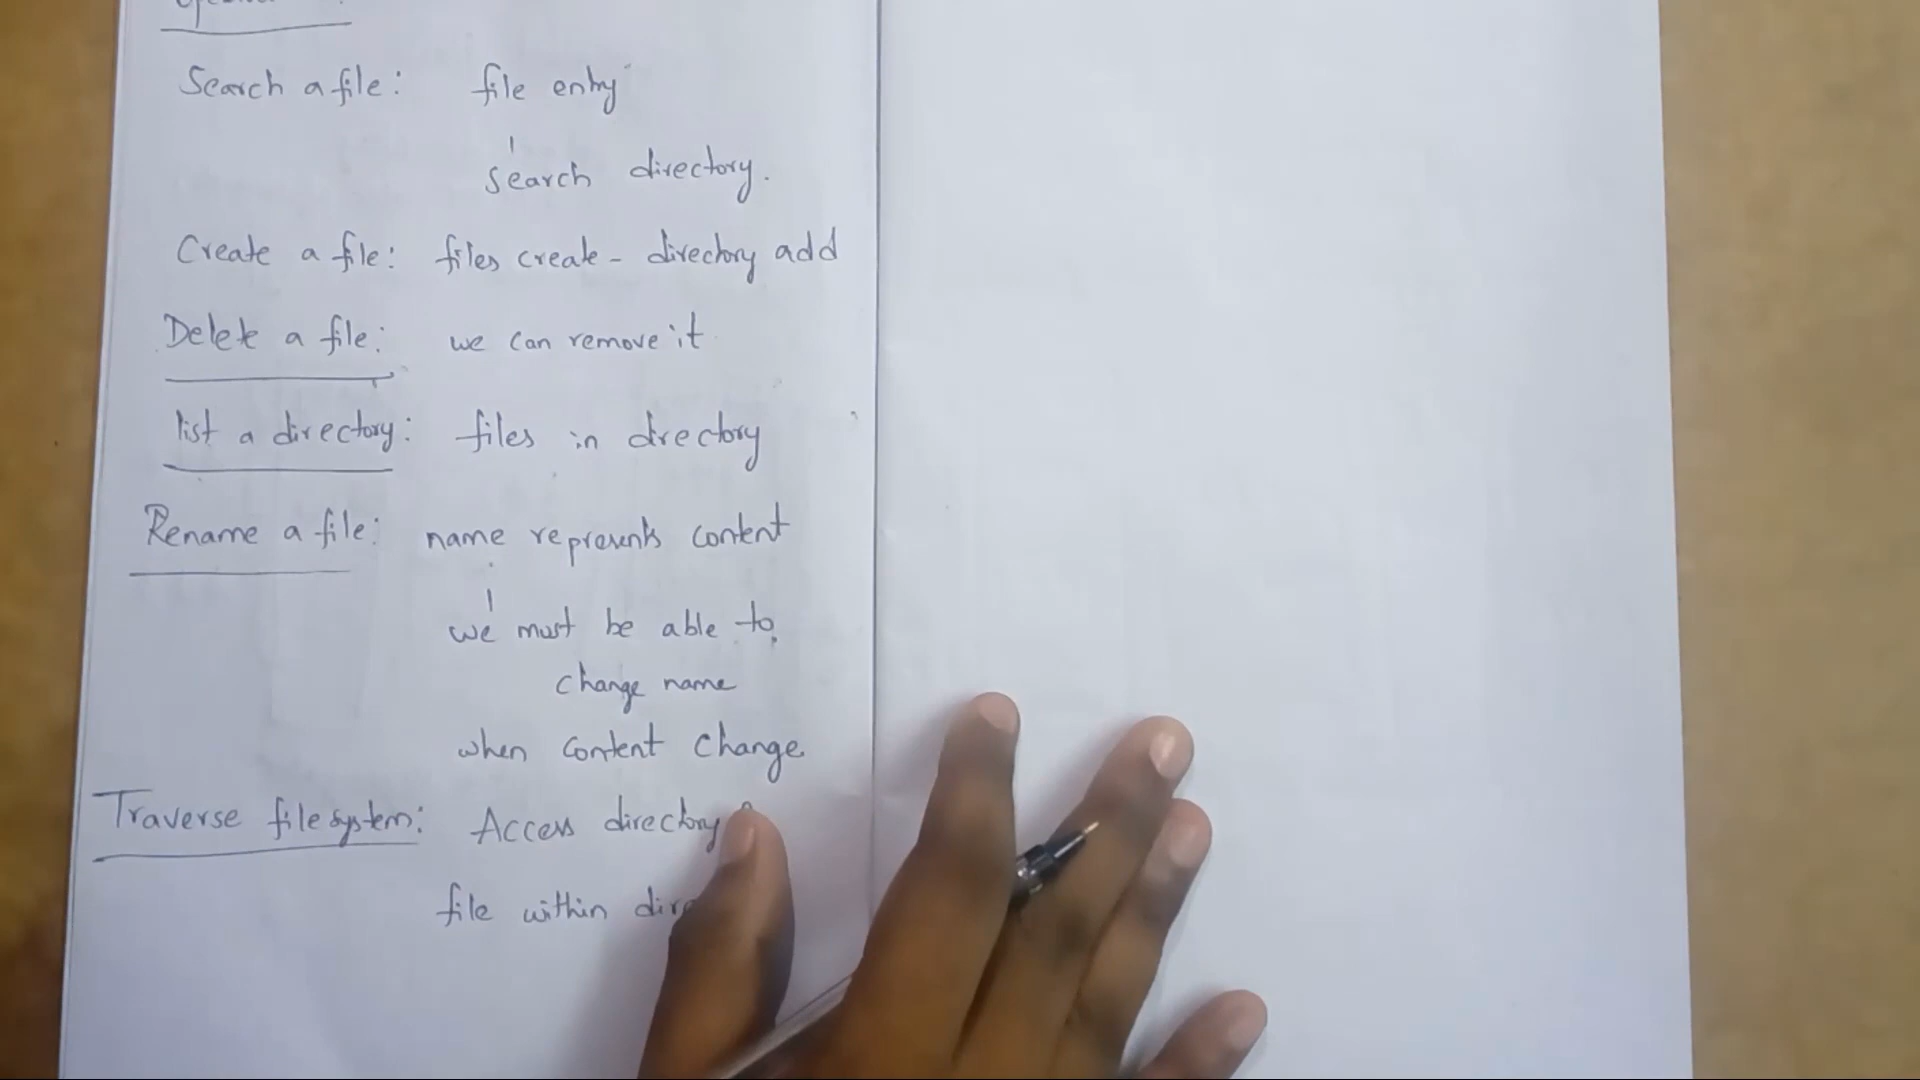 Search a file: file entry
search directory.
Create a file: files create - directory add
Delete a file: we can remove it
list a directory: files in directory
Rename a file: name represents content
we must be able to
change name
when content change
Traverse file system: Access directory
file within